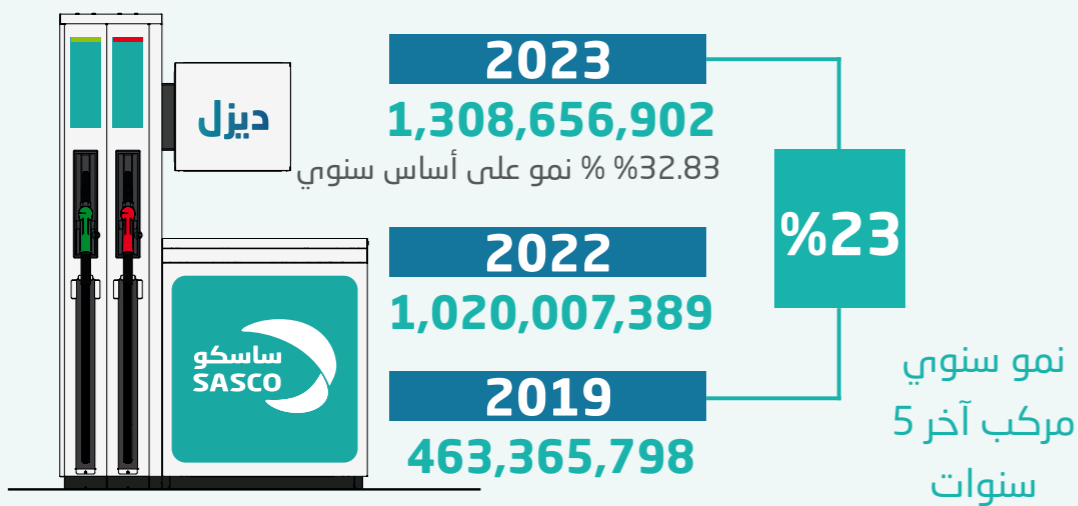 ديزل
ساسكو
SASCO
2023
1,308,656,902
%32.83 % نمو على أساس سنوي
2022
1,020,007,389
2019
463,365,798
%23
نمو سنوي
مركب آخر 5
سنوات